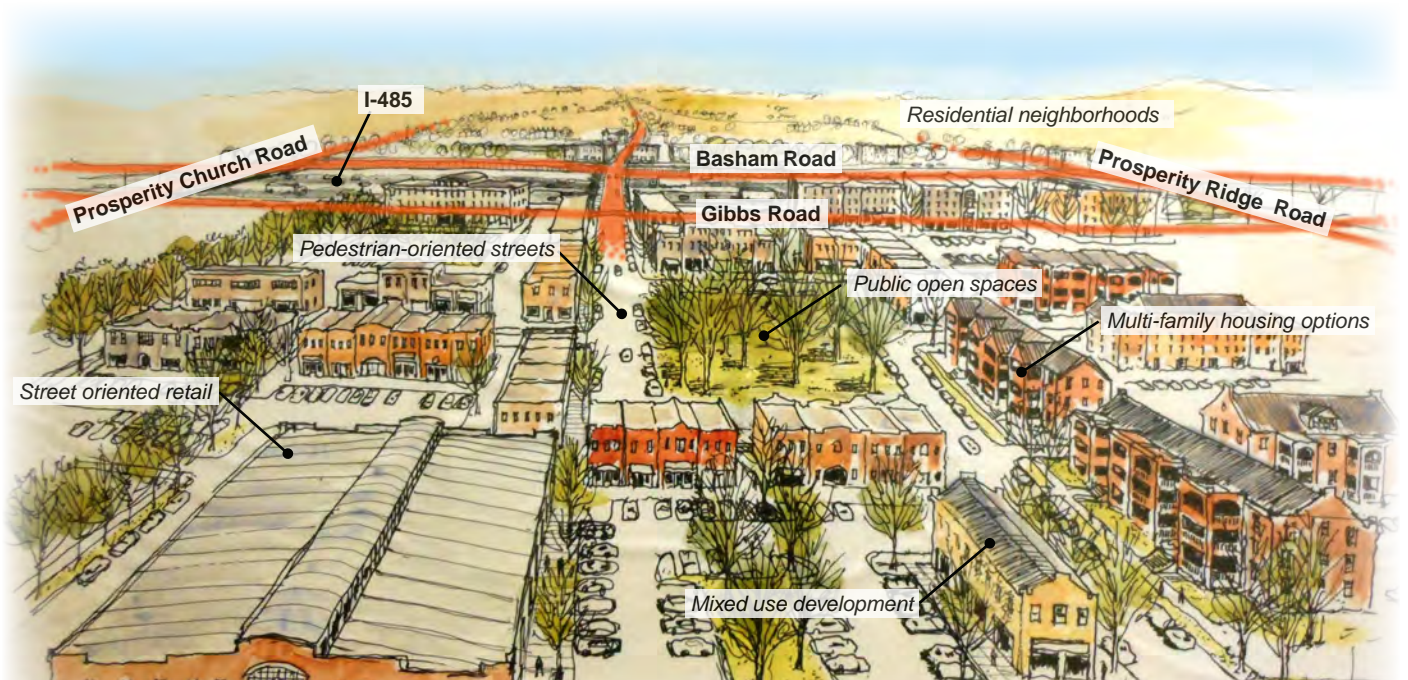 I-485
Residential neighborhoods
Prosperity Church Road
Basham Road
Prosperity Ridge Road
Gibbs Road
Pedestrian-oriented streets
Public open spaces
Multi-family housing options
Street oriented retail
Mixed use development